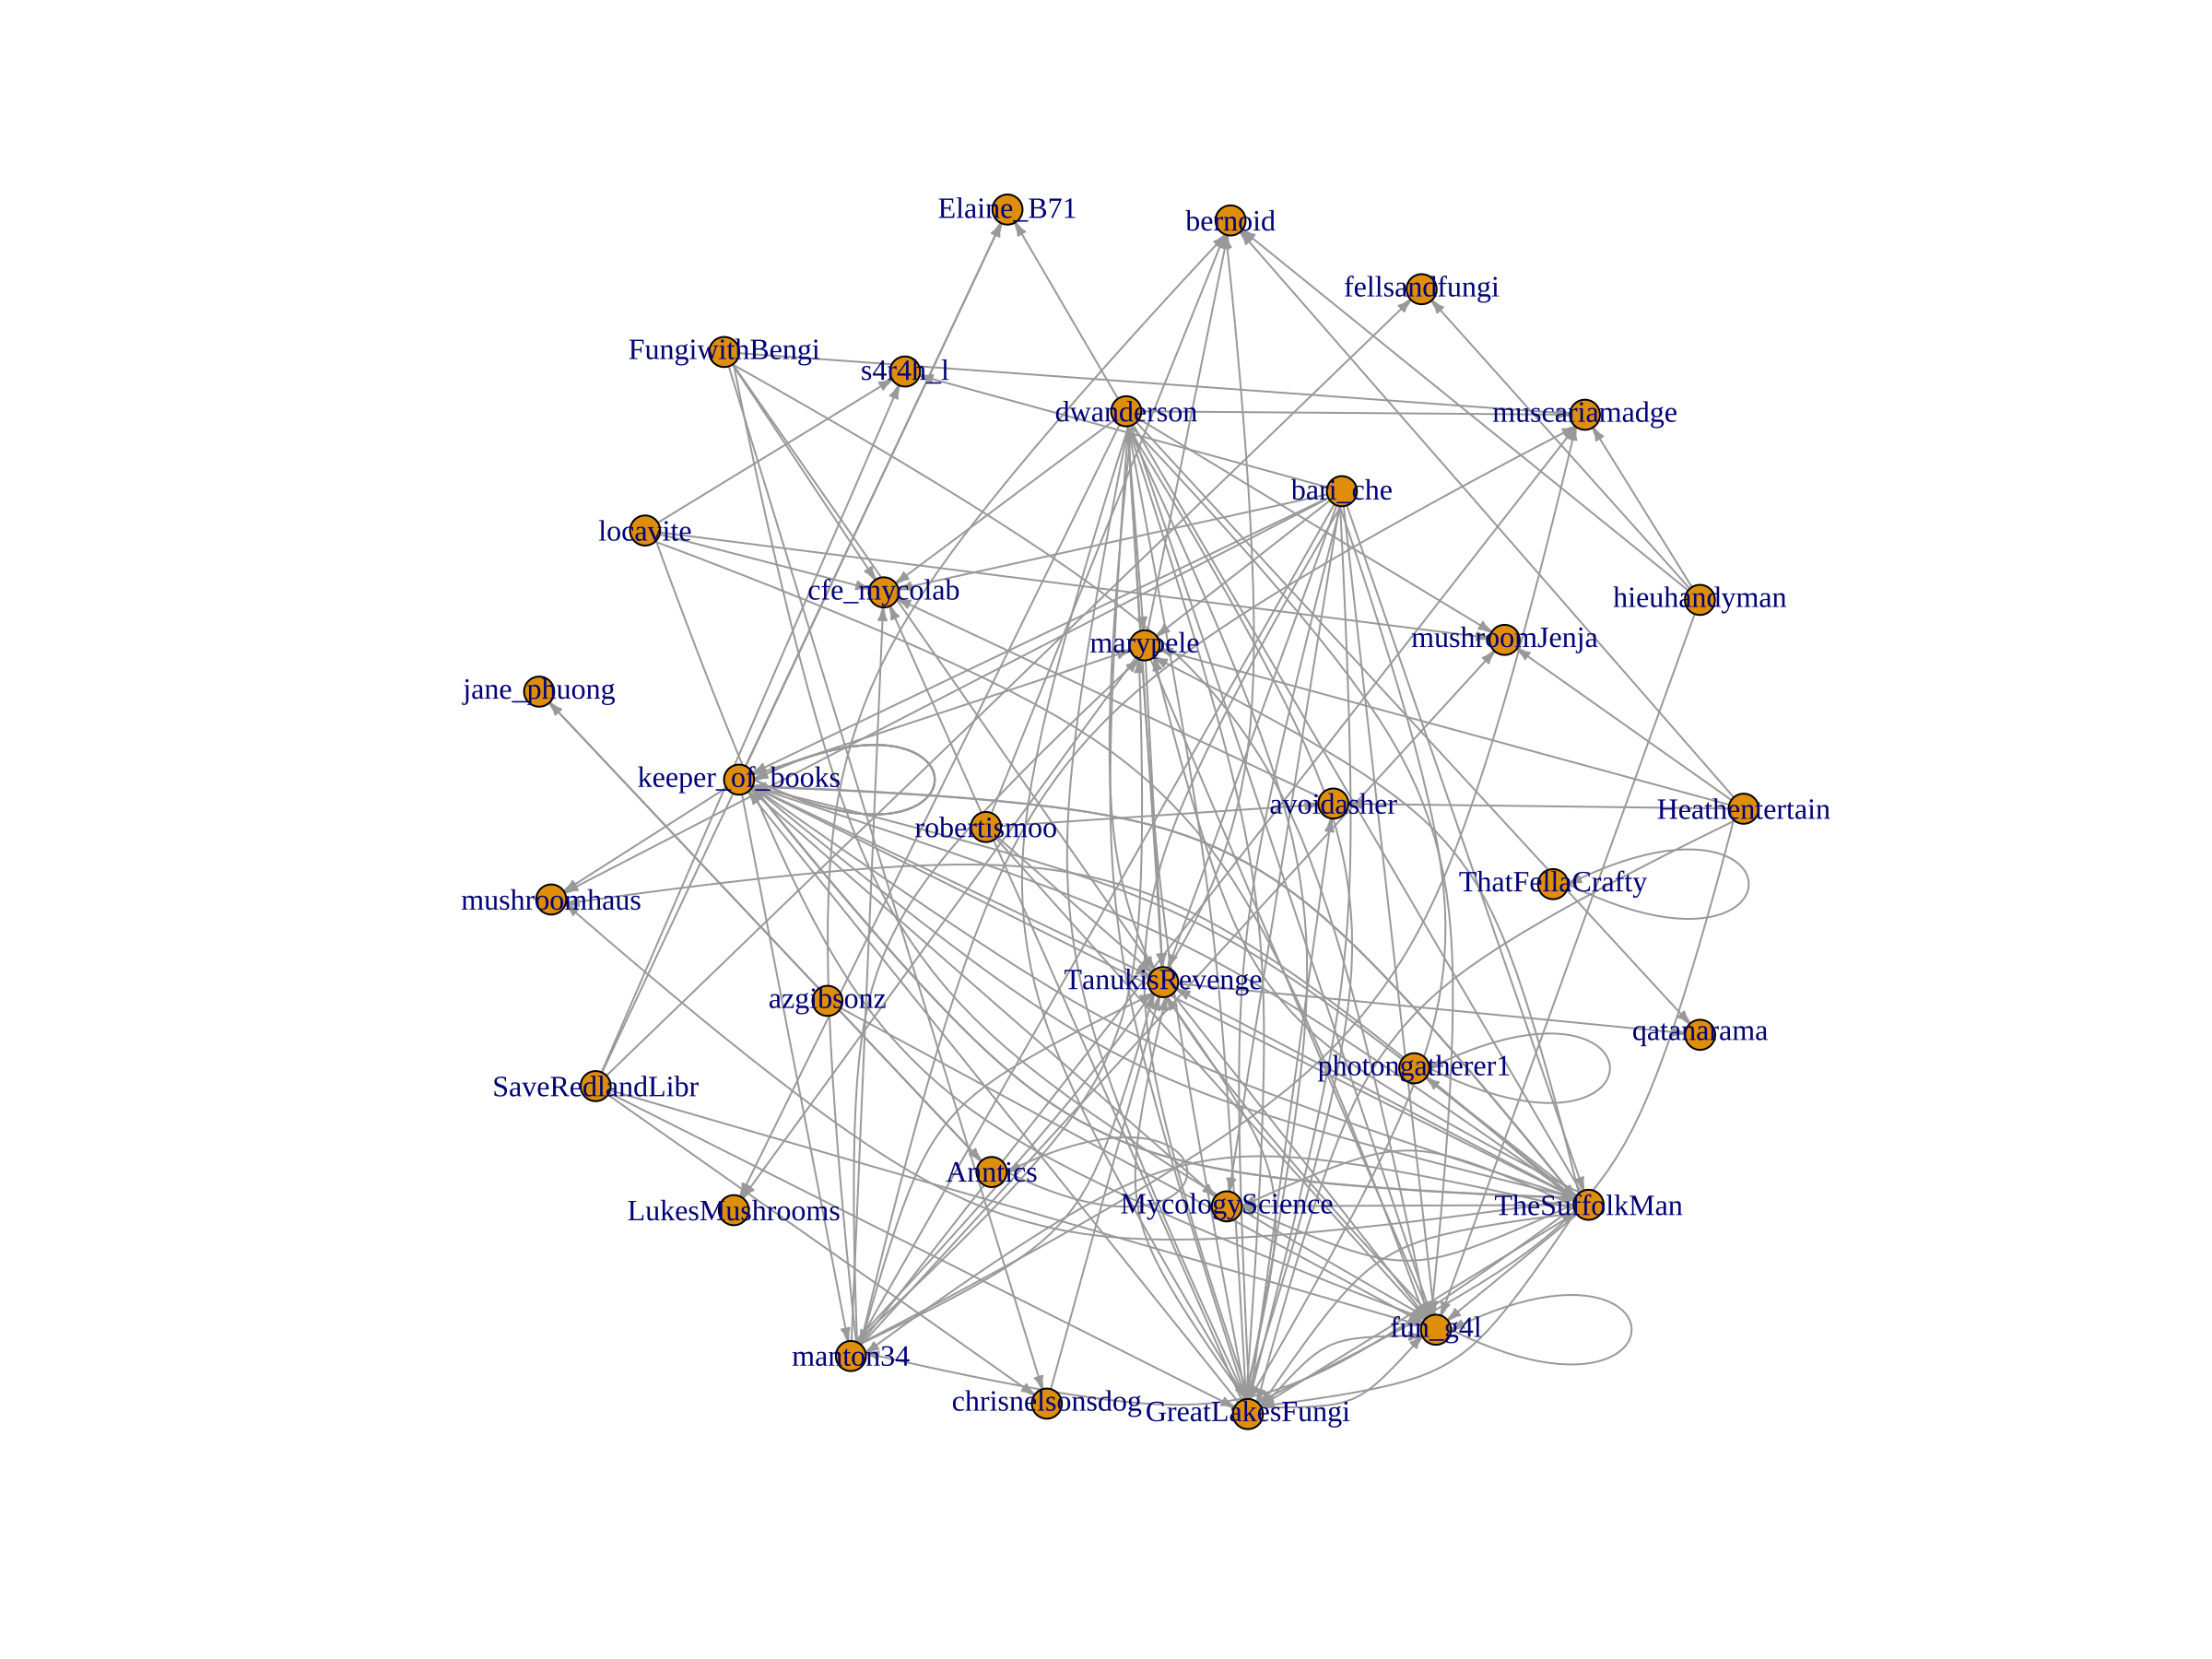 Elaine_B71
bernoid
fellsandfungi
FungiwithBengi
s4r4h_l
dwanderson
muscariamadge
bari_che
locavite
cfe_mycolab
hieuhandyman
marypele
mushroomJenja
jane_phuong
keeper_of_books
avoidasher
Heathentertain
robertismoo
ThatFellaCrafty
mushroomhaus
TanukisRevenge
azgibsonz
qatanarama
photongatherer1
SaveRedlandLibr
Anntics
LukesMushrooms
MycologyScience
TheSuffolkMan
fun_g4l
manton34
chrisnelsonsdog
GreatLakesFungi